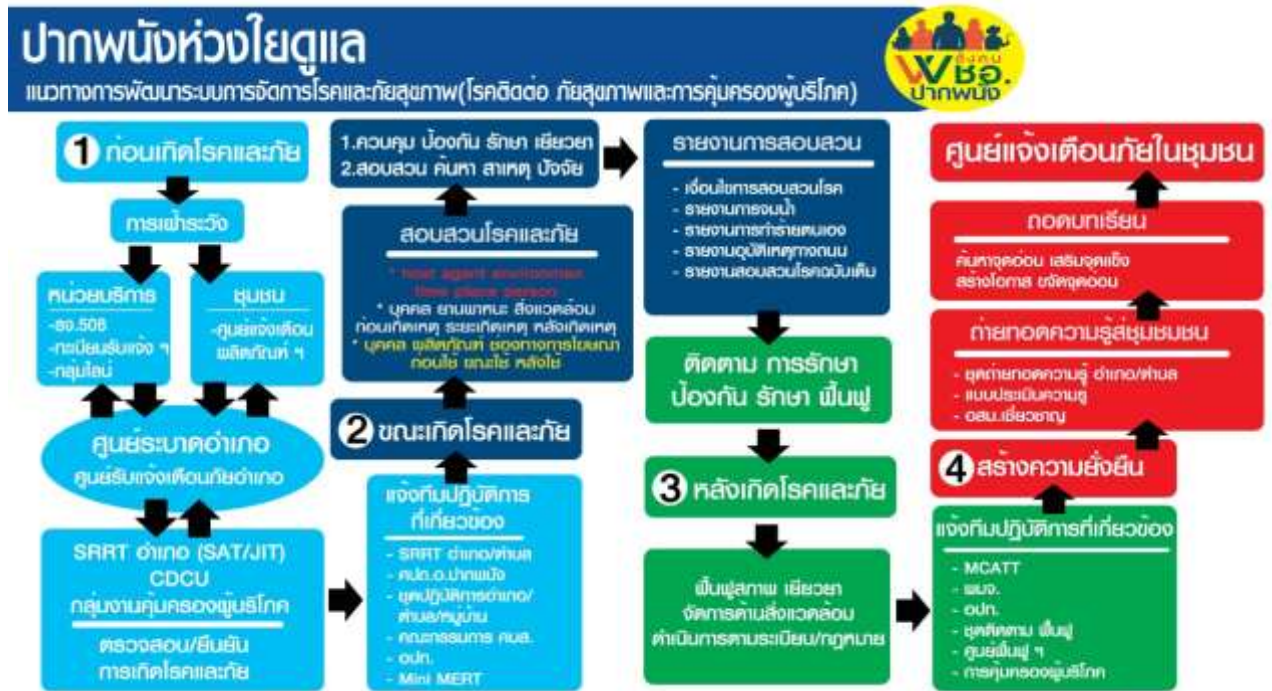 ปากพนังห่วงใยดูแล
แนวทางการพัฒนาระบบการจัดการโรคและภัยสุขภาพ(โรคติดต่อ ภัยสุขภาพและการคุ้มครองผู้บริโภค)
พชอ.
ปากพนัง
1 ก่อนเกิดโรคและภัย
การเฝ้าระวัง
หน่วยบริการ
-รง.506
-ทะเบียนรับแจ้ง ฯ
-กลุ่มไลน์
ชุมชน
-ศูนย์แจ้งเตือน
ผลิตภัณฑ์ ฯ
ศูนย์ระบาดอำเภอ
ศูนย์รับแจ้งเตือนภัยอำเภอ
SRRT อำเภอ (SAT/JIT)
CDCU
กลุ่มงานคุ้มครองผู้บริโภค
ตรวจสอบ/ยืนยัน
การเกิดโรคและภัย
1.ควบคุม ป้องกัน รักษา เยียวยา
2.สอบสวน ค้นหา สาเหตุ ปัจจัย
สอบสวนโรคและภัย
* host agent environment
time place person
* บุคคล ยานพาหนะ สิ่งแวดล้อม
ก่อนเกิดเหตุ ระยะเกิดเหตุ หลังเกิดเหตุ
* บุคคล ผลิตภัณฑ์ ช่องทางการโฆษณา
ก่อนใช้ ขณะใช้ หลังใช้
2 ขณะเกิดโรคและภัย
แจ้งทีมปฎิบัติการ
ที่เกี่ยวข้อง
- SRRT อำเภอ/ตำบล
- ศปถ.อ.ปากพนัง
- ชุดปฎิบัติการอำเภอ/
ตำบล/หมู่บ้าน
- คณะกรรมการ คบส.
- อปท.
- Mini MERT
รายงานการสอบสวน
- เงื่อนไขการสอบสวนโรค
- รายงานการจมน้ำ
- รายงานการทำร้ายตนเอง
- รายงานอุบัติเหตุทางถนน
- รายงานสอบสวนโรคฉบับเต็ม
ติดตาม การรักษา
ป้องกัน รักษา ฟื้นฟู
3 หลังเกิดโรคและภัย
ฟื้นฟูสภาพ เยียวยา
จัดการด้านสิ่งแวดล้อม
ดำเนินการตามระเบียบ/กฎหมาย
ศูนย์แจ้งเตือนภัยในชุมชน
ถอดบทเรียน
ค้นหาจุดอ่อน เสริมจุดแข็ง
สร้างโอกาส ขจัดจุดอ่อน
ถ่ายทอดความรู้สู่ชุมชน
- ชุดถ่ายทอดความรู้ อำเภอ/ตำบล
- แบบประเมินความรู้
- อสม.เชี่ยวชาญ
4 สร้างความยั่งยืน
แจ้งทีมปฎิบัติการที่เกี่ยวข้อง
- MCATT
- พมจ.
- อปท.
- ชุดติดตาม ฟื้นฟู
- ศูนย์ฟื้นฟู ฯ
- การคุ้มครองผู้บริโภค